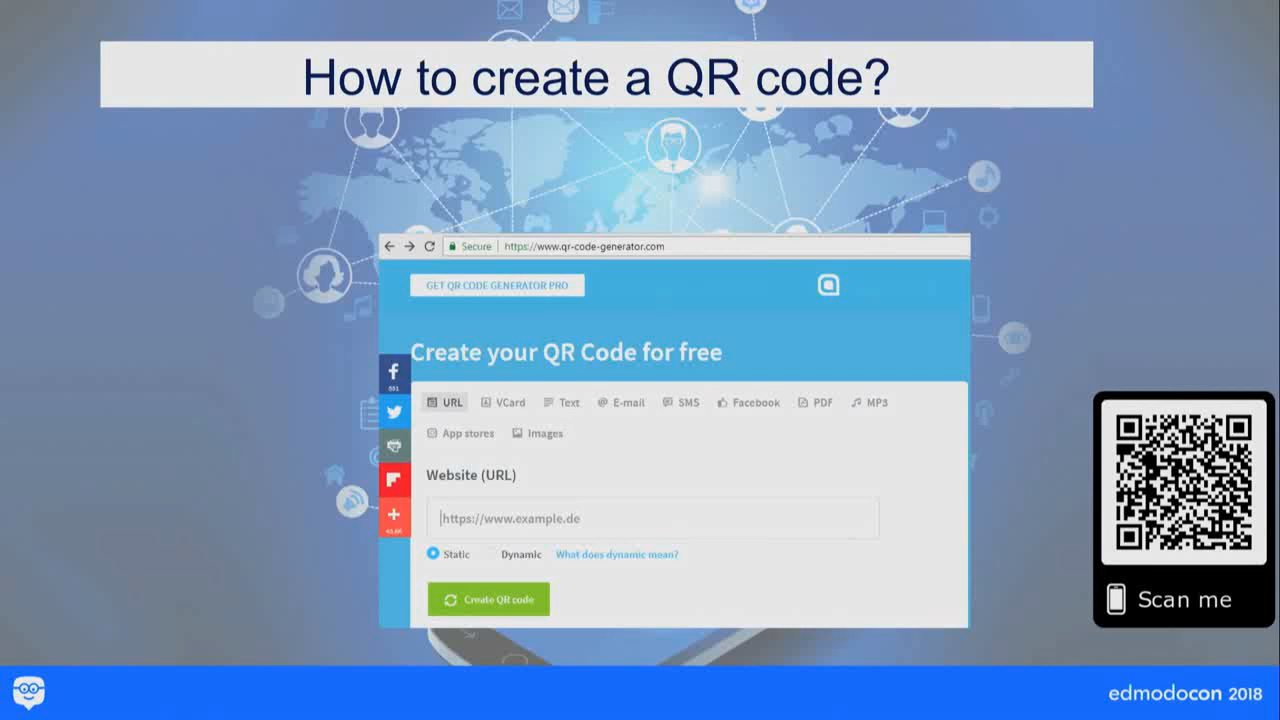 How to create a QR code?
Secure | https://www.qr-code-generator.com
GET QR CODE GENERATOR PRO
Create your QR Code for free
551
URL VCard Text E-mail SMS Facebook PDF MP3
App stores Images
Website (URL)
https://www.example.de
Static Dynamic What does dynamic mean?
Create QR code
Scan me
edmodocon 2018